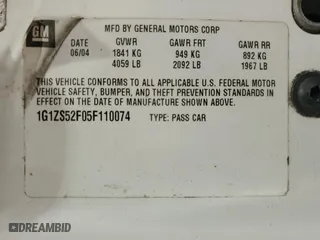 GM
MFD BY GENERAL MOTORS CORP
DATE GVWR GAWR FRT GAWR RR
06/04 1841 KG 949 KG 892 KG
4059 LB 2092 LB 1967 LB
THIS VEHICLE CONFORMS TO ALL APPLICABLE U.S. FEDERAL MOTOR
VEHICLE SAFETY, BUMPER, AND THEFT PREVENTION STANDARDS IN
EFFECT ON THE DATE OF MANUFACTURE SHOWN ABOVE.
1G1ZS52F05F110074 TYPE: PASS CAR
DREAMBID